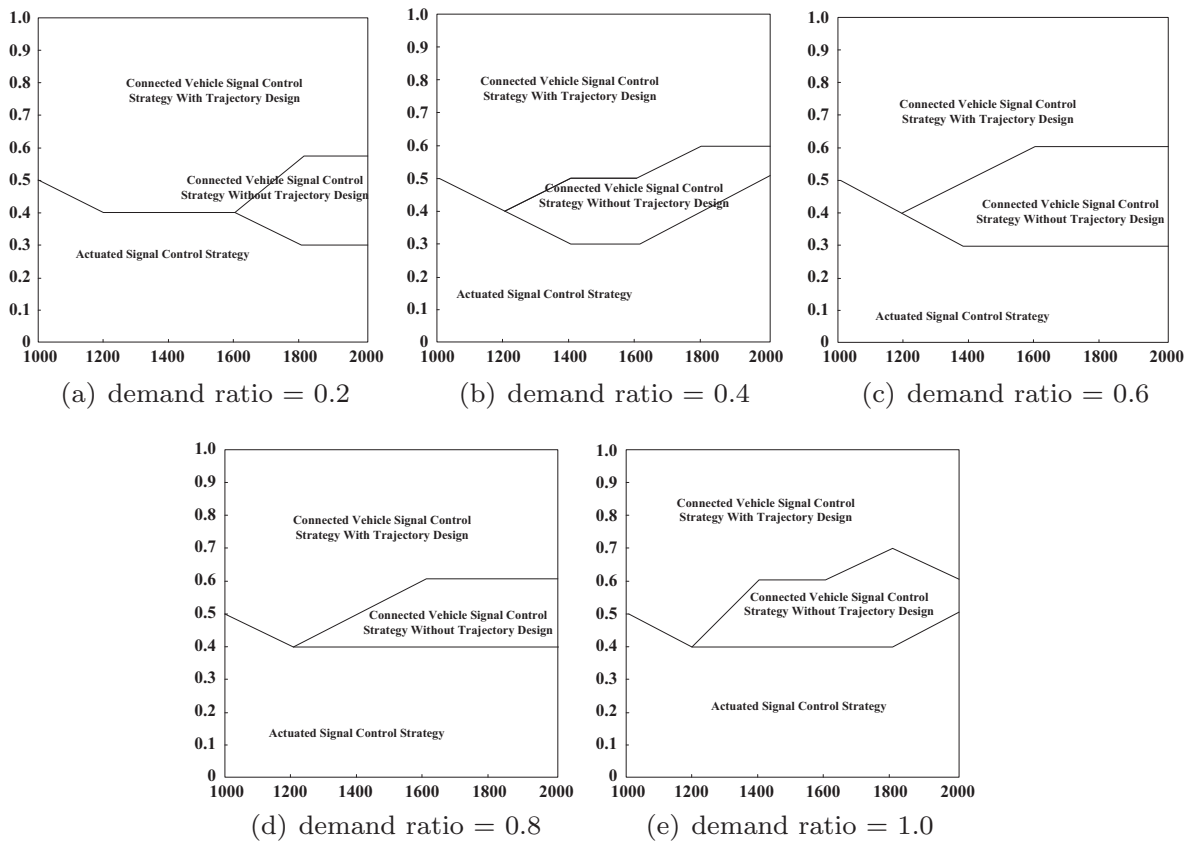 1.0
0.9
0.8
0.7
0.6
0.5
0.4
0.3
0.2
0.1
0
Connected Vehicle Signal Control
Strategy With Trajectory Design
Connected Vehicle Signal Control
Strategy Without Trajectory Design
Actuated Signal Control Strategy
1000 1200 1400 1600 1800 2000
(a) demand ratio = 0.2
1.0
0.9
0.8
0.7
0.6
0.5
0.4
0.3
0.2
0.1
0
Connected Vehicle Signal Control
Strategy With Trajectory Design
Connected Vehicle Signal Control
Strategy Without Trajectory Design
Actuated Signal Control Strategy
1000 1200 1400 1600 1800 2000
(b) demand ratio = 0.4
1.0
0.9
0.8
0.7
0.6
0.5
0.4
0.3
0.2
0.1
0
Connected Vehicle Signal Control
Strategy With Trajectory Design
Connected Vehicle Signal Control
Strategy Without Trajectory Design
Actuated Signal Control Strategy
1000 1200 1400 1600 1800 2000
(c) demand ratio = 0.6
1.0
0.9
0.8
0.7
0.6
0.5
0.4
0.3
0.2
0.1
0
Connected Vehicle Signal Control
Strategy With Trajectory Design
Connected Vehicle Signal Control
Strategy Without Trajectory Design
Actuated Signal Control Strategy
1000 1200 1400 1600 1800 2000
(d) demand ratio = 0.8
1.0
0.9
0.8
0.7
0.6
0.5
0.4
0.3
0.2
0.1
0
Connected Vehicle Signal Control
Strategy With Trajectory Design
Connected Vehicle Signal Control
Strategy Without Trajectory Design
Actuated Signal Control Strategy
1000 1200 1400 1600 1800 2000
(e) demand ratio = 1.0